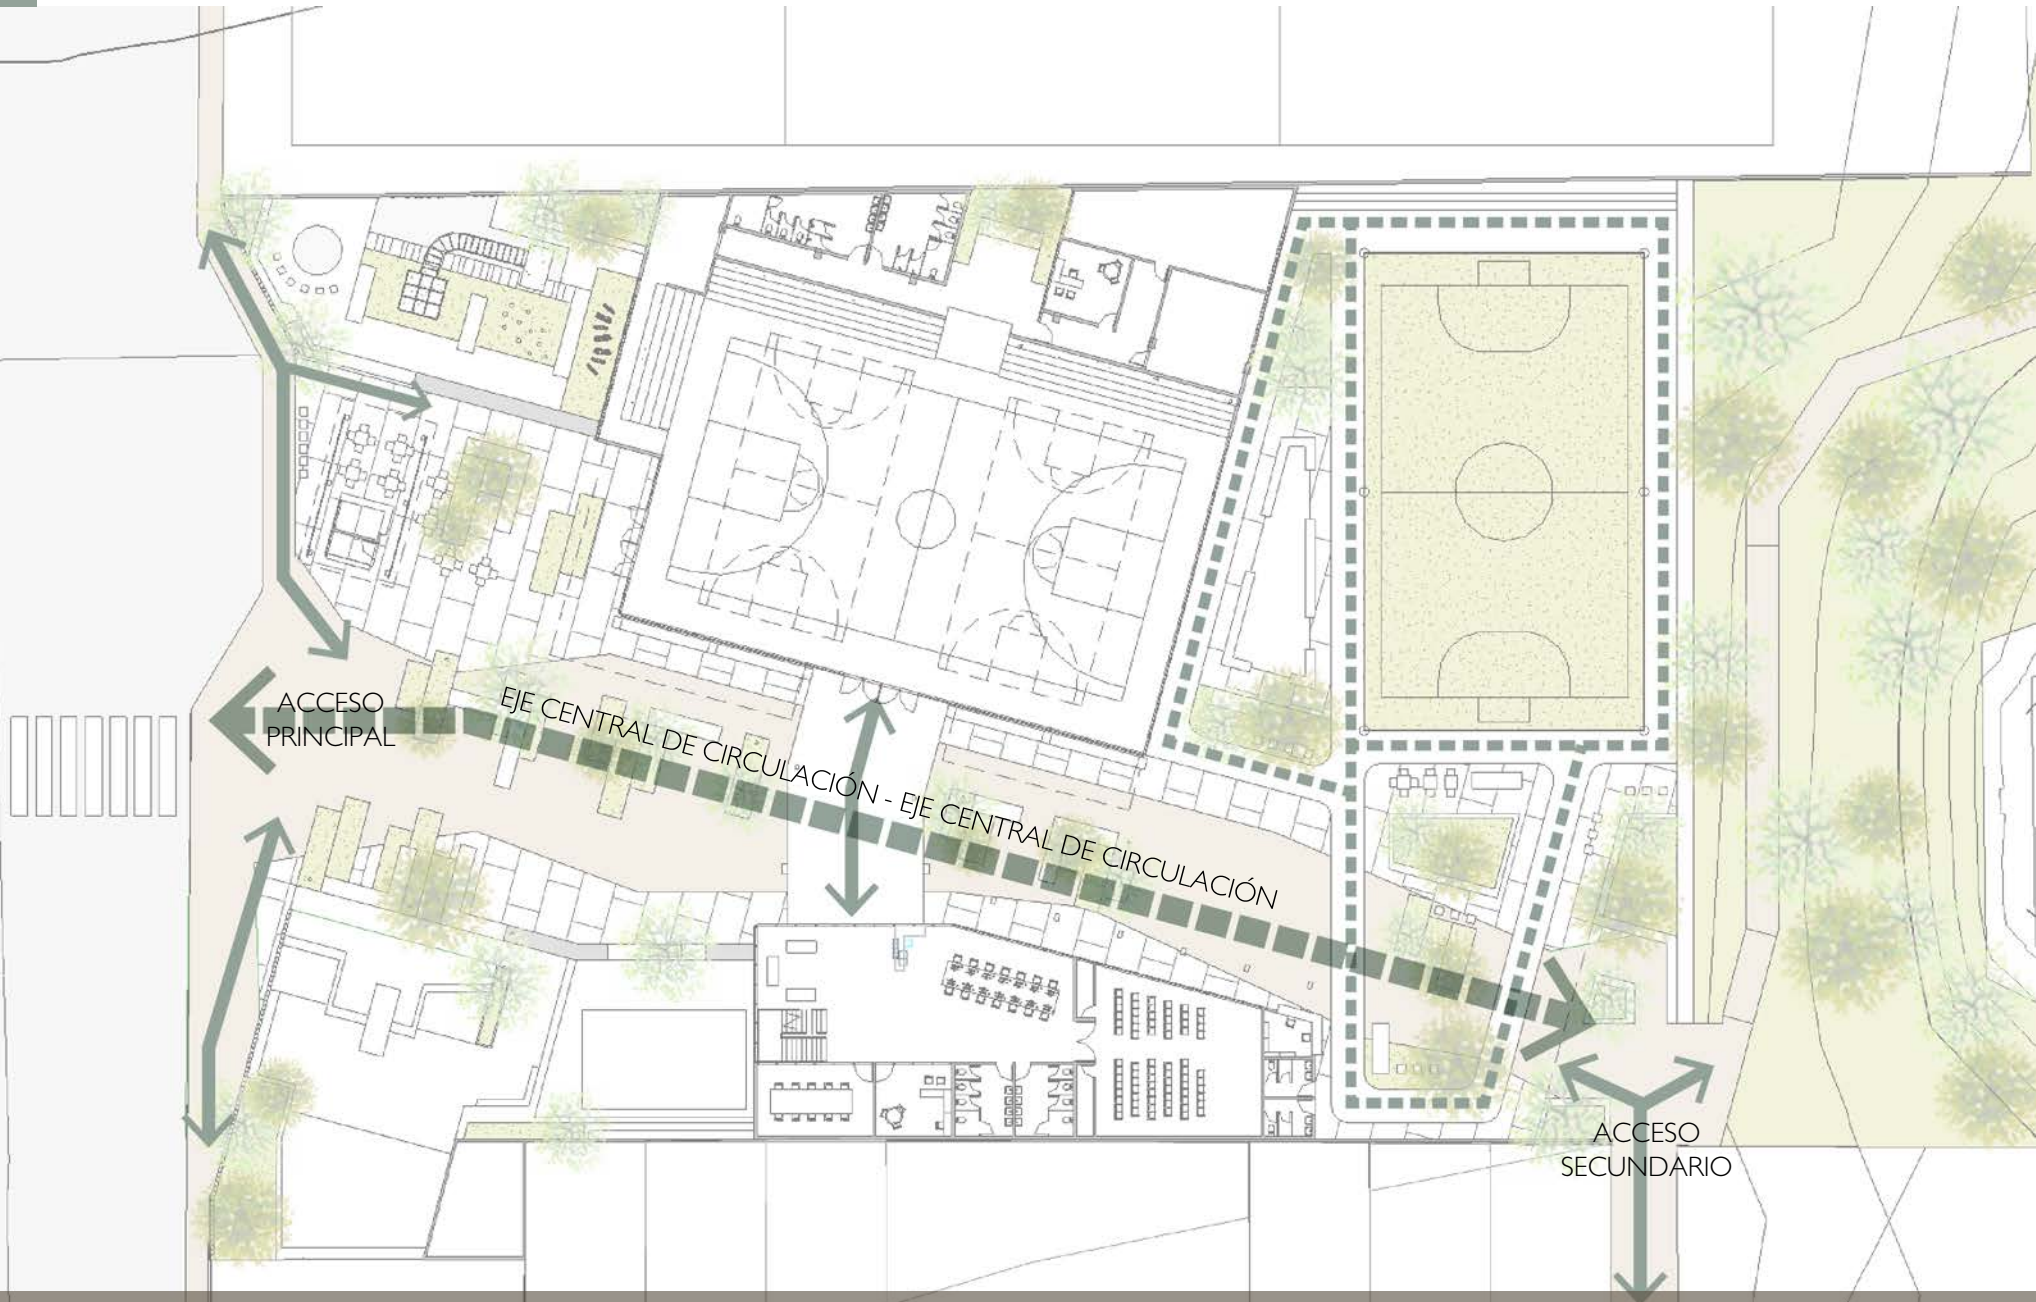 ACCESO
PRINCIPAL
EJE CENTRAL DE CIRCULACIÓN - EJE CENTRAL DE CIRCULACIÓN
ACCESO
SECUNDARIO